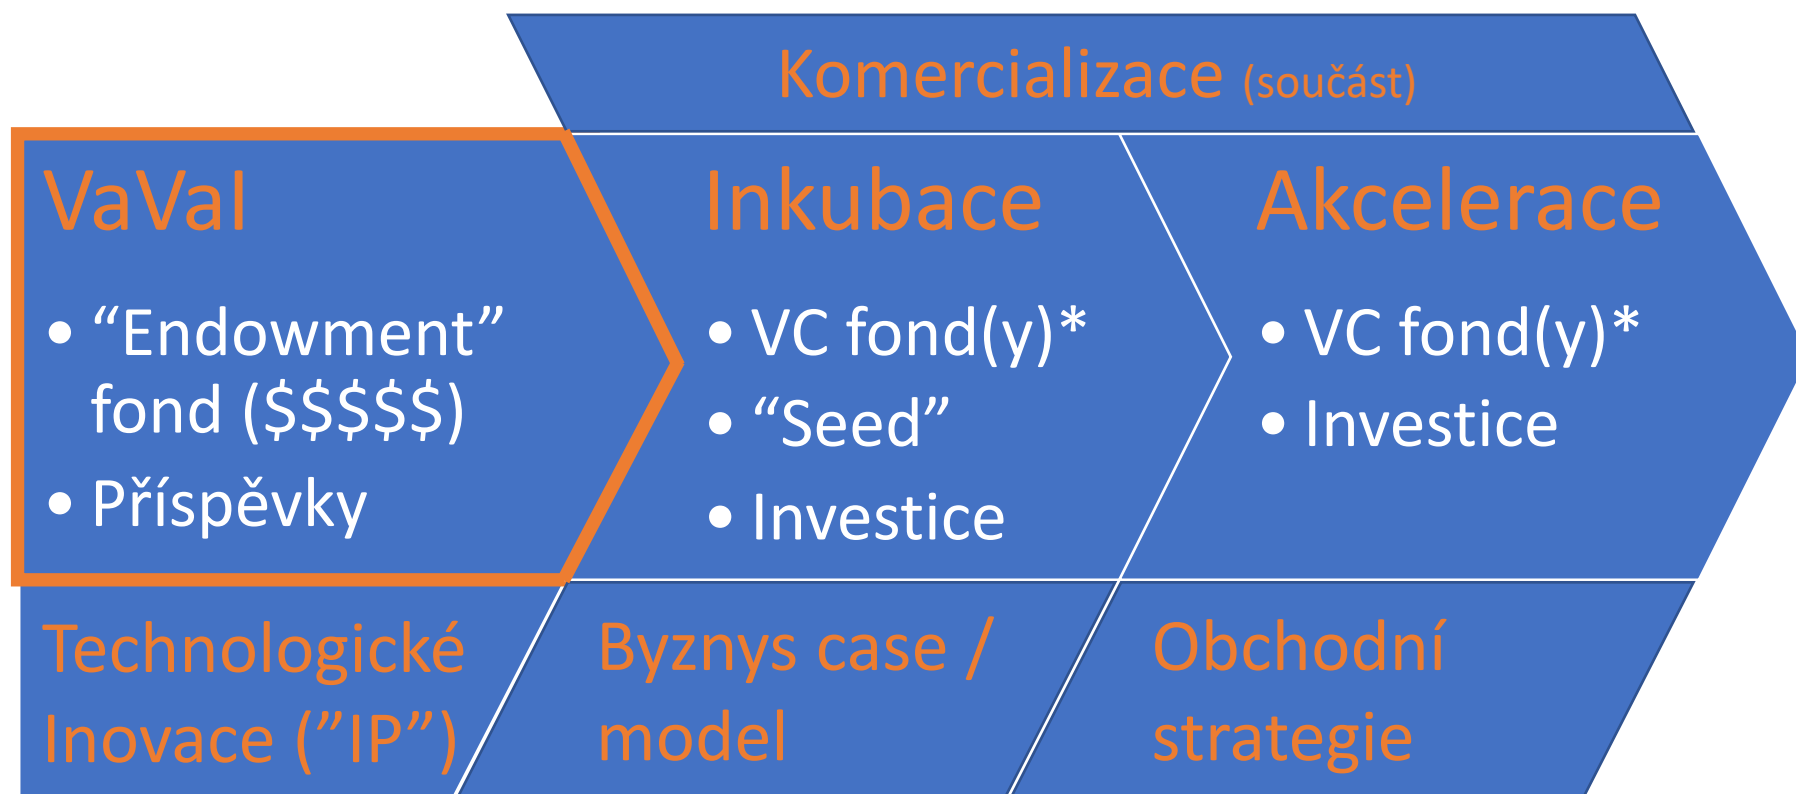 Komercializace (součást)
VaVaI
• “Endowment”
fond ($$$$$)
• Příspěvky
Inkubace
• VC fond(y)*
• “Seed”
• Investice
Akcelerace
• VC fond(y)*
• Investice
Technologické
Inovace (”IP”)
Byznys case /
model
Obchodní
strategie